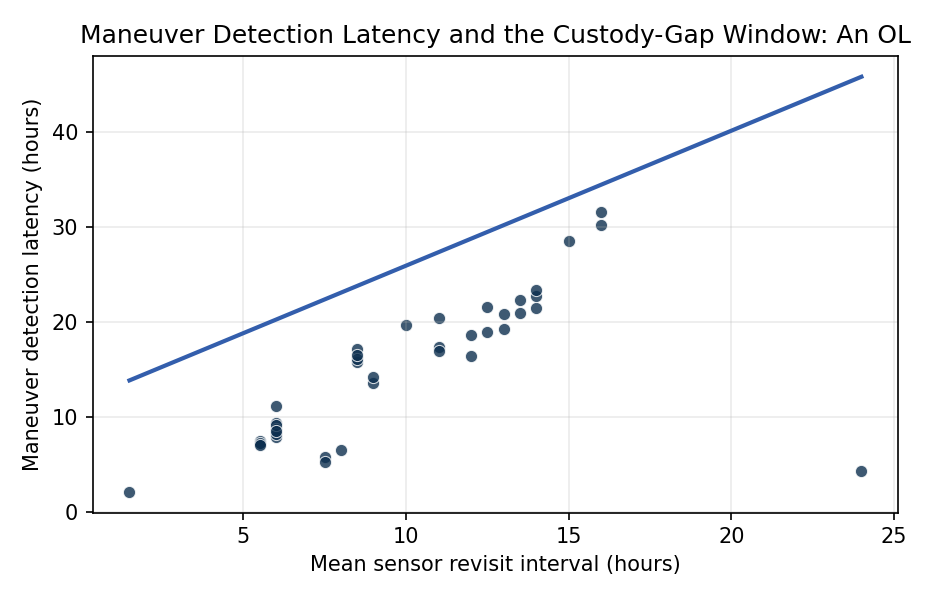 Maneuver Detection Latency and the Custody-Gap Window: An OL
Maneuver detection latency (hours)
40
30
20
10
0
5 10 15 20 25
Mean sensor revisit interval (hours)